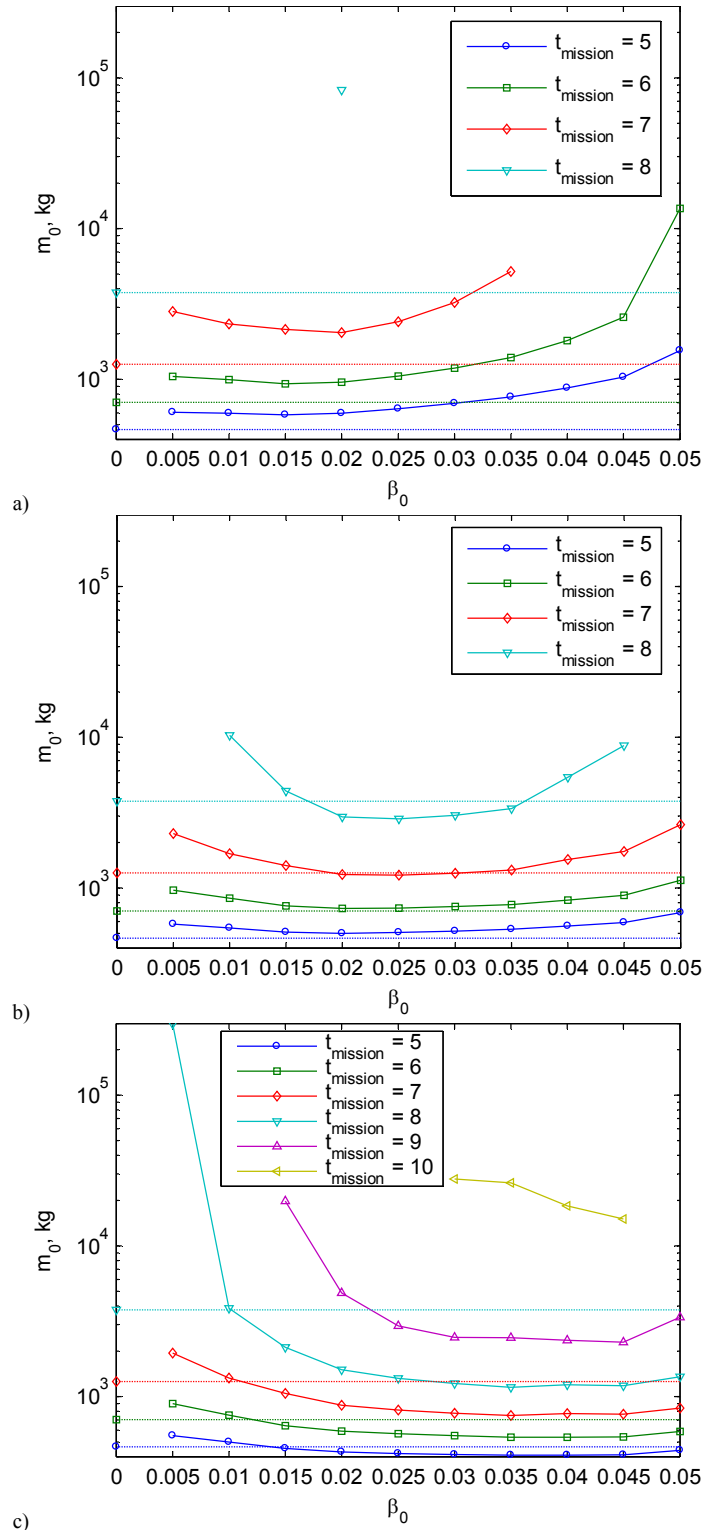 10^5
10^4
10^3
m_0, kg
t_mission = 5
t_mission = 6
t_mission = 7
t_mission = 8
0 0.005 0.01 0.015 0.02 0.025 0.03 0.035 0.04 0.045 0.05
β_0
a)
10^5
10^4
10^3
m_0, kg
t_mission = 5
t_mission = 6
t_mission = 7
t_mission = 8
0 0.005 0.01 0.015 0.02 0.025 0.03 0.035 0.04 0.045 0.05
β_0
b)
10^5
10^4
10^3
m_0, kg
t_mission = 5
t_mission = 6
t_mission = 7
t_mission = 8
t_mission = 9
t_mission = 10
0 0.005 0.01 0.015 0.02 0.025 0.03 0.035 0.04 0.045 0.05
β_0
c)